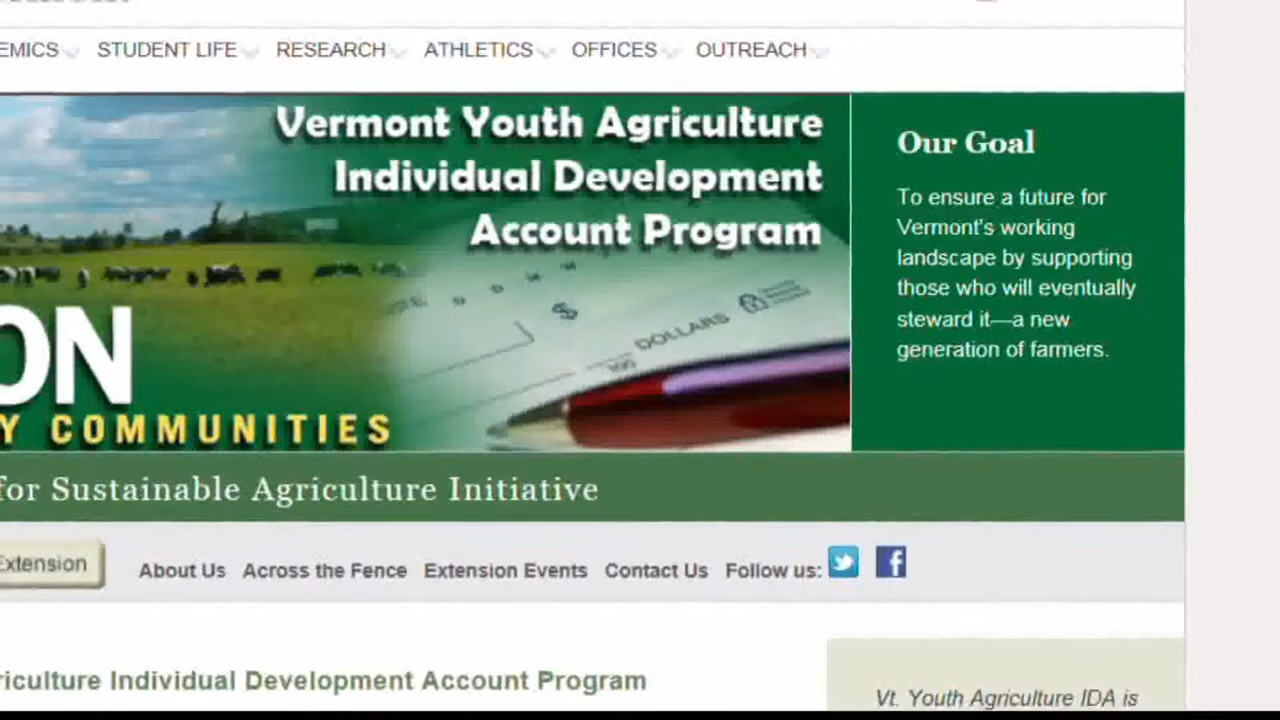 EMICS STUDENT LIFE RESEARCH ATHLETICS OFFICES OUTREACH
Vermont Youth Agriculture
Individual Development
Account Program
Our Goal
To ensure a future for
Vermont's working
landscape by supporting
those who will eventually
steward it—a new
generation of farmers.
$
DOLLARS
100
ON
Y COMMUNITIES
for Sustainable Agriculture Initiative
Extension
About Us Across the Fence Extension Events Contact Us Follow us:
riculture Individual Development Account Program
Vt. Youth Agriculture IDA is